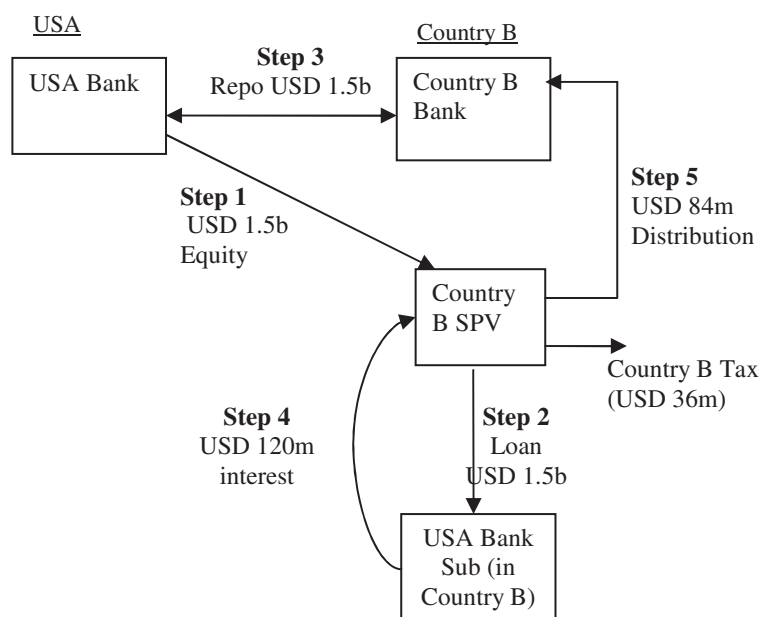 USA
Country B
USA Bank
Step 3
Repo USD 1.5b
Country B
Bank
Step 1
USD 1.5b
Equity
Step 5
USD 84m
Distribution
Country
B SPV
Country B Tax
(USD 36m)
Step 4
USD 120m
interest
Step 2
Loan
USD 1.5b
USA Bank
Sub (in
Country B)